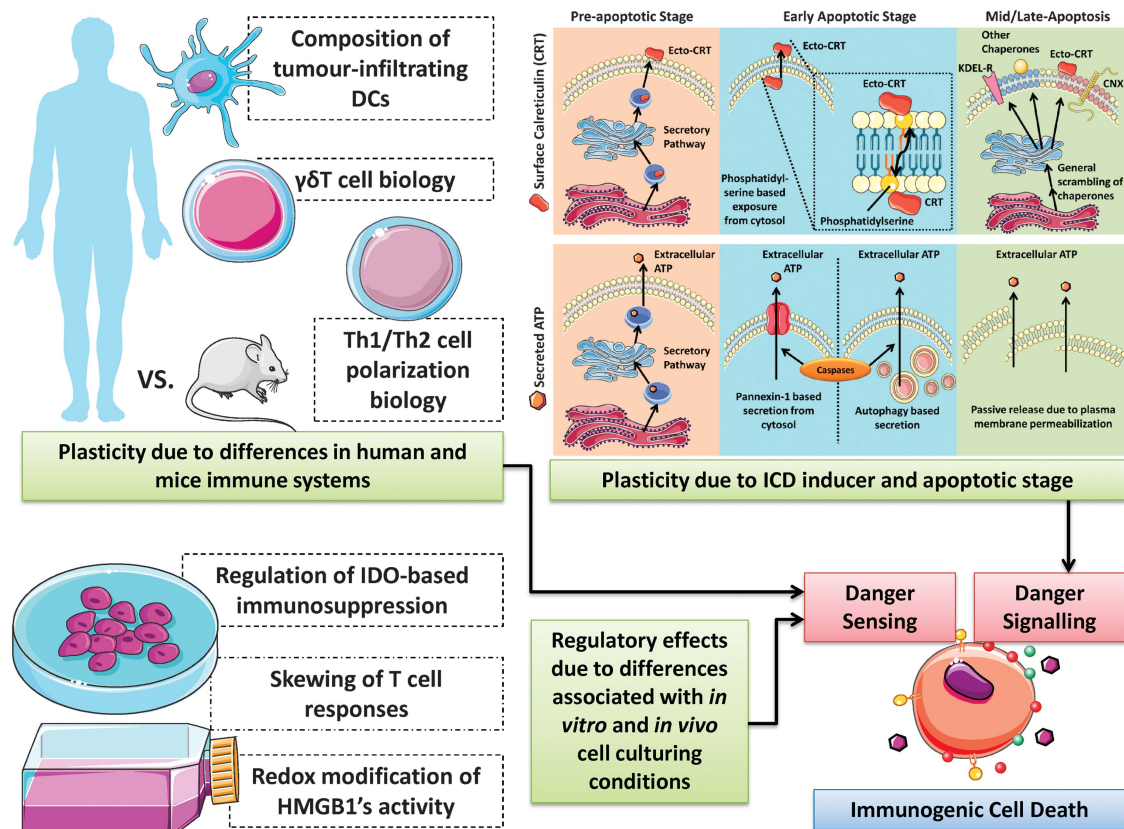 Composition of
tumour-infiltrating
DCs
γδT cell biology
Th1/Th2 cell
polarization
biology
VS.
Plasticity due to differences in human and
mice immune systems
Pre-apoptotic Stage
Early Apoptotic Stage
Mid/Late-Apoptosis
Surface Calreticulin (CRT)
Ecto-CRT
Secretory
Pathway
Ecto-CRT
Ecto-CRT
Phosphatidyl-
serine based
exposure
from cytosol
CRT
Phosphatidylserine
Other
Chaperones
KDEL-R
Ecto-CRT
CNX
General
scrambling of
chaperones
Secreted ATP
Extracellular
ATP
Secretory
Pathway
Extracellular
ATP
Extracellular ATP
Caspases
Pannexin-1 based
secretion from
cytosol
Autophagy based
secretion
Extracellular ATP
Passive release due to plasma
membrane permeabilization
Plasticity due to ICD inducer and apoptotic stage
Regulation of IDO-based
immunosuppression
Skewing of T cell
responses
Redox modification of
HMGB1's activity
Regulatory effects
due to differences
associated with in
vitro and in vivo
cell culturing
conditions
Danger
Sensing
Danger
Signalling
Immunogenic Cell Death